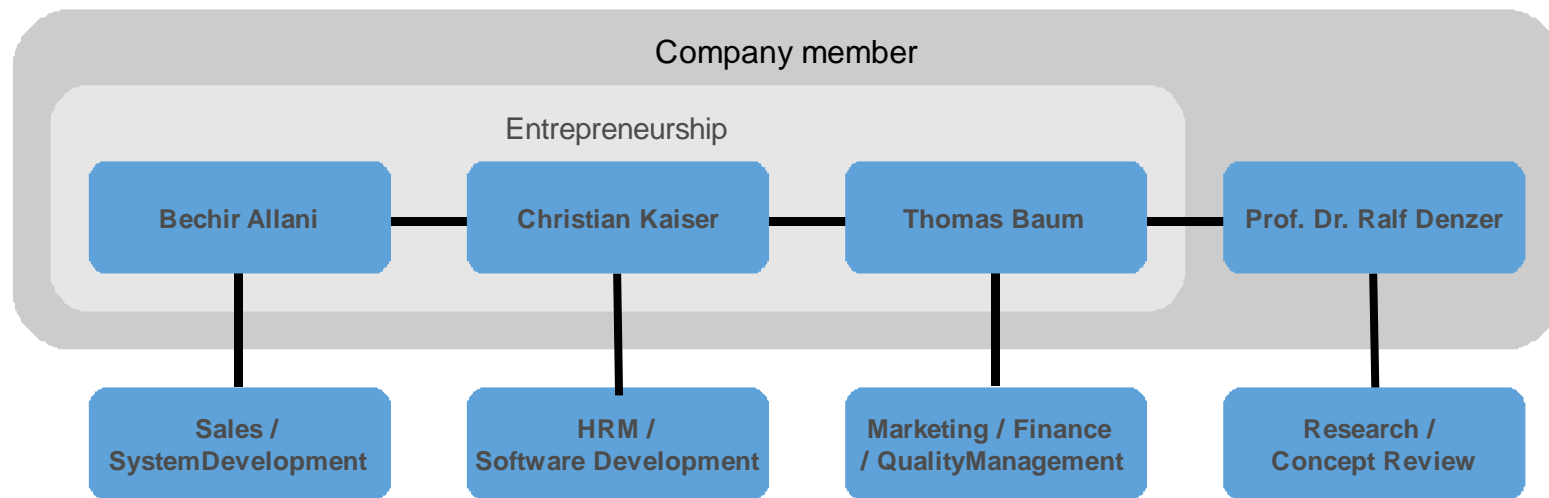 Company member
Entrepreneurship
Bechir Allani
Christian Kaiser
Thomas Baum
Prof. Dr. Ralf Denzer
Sales /
SystemDevelopment
HRM /
Software Development
Marketing / Finance
/ QualityManagement
Research /
Concept Review